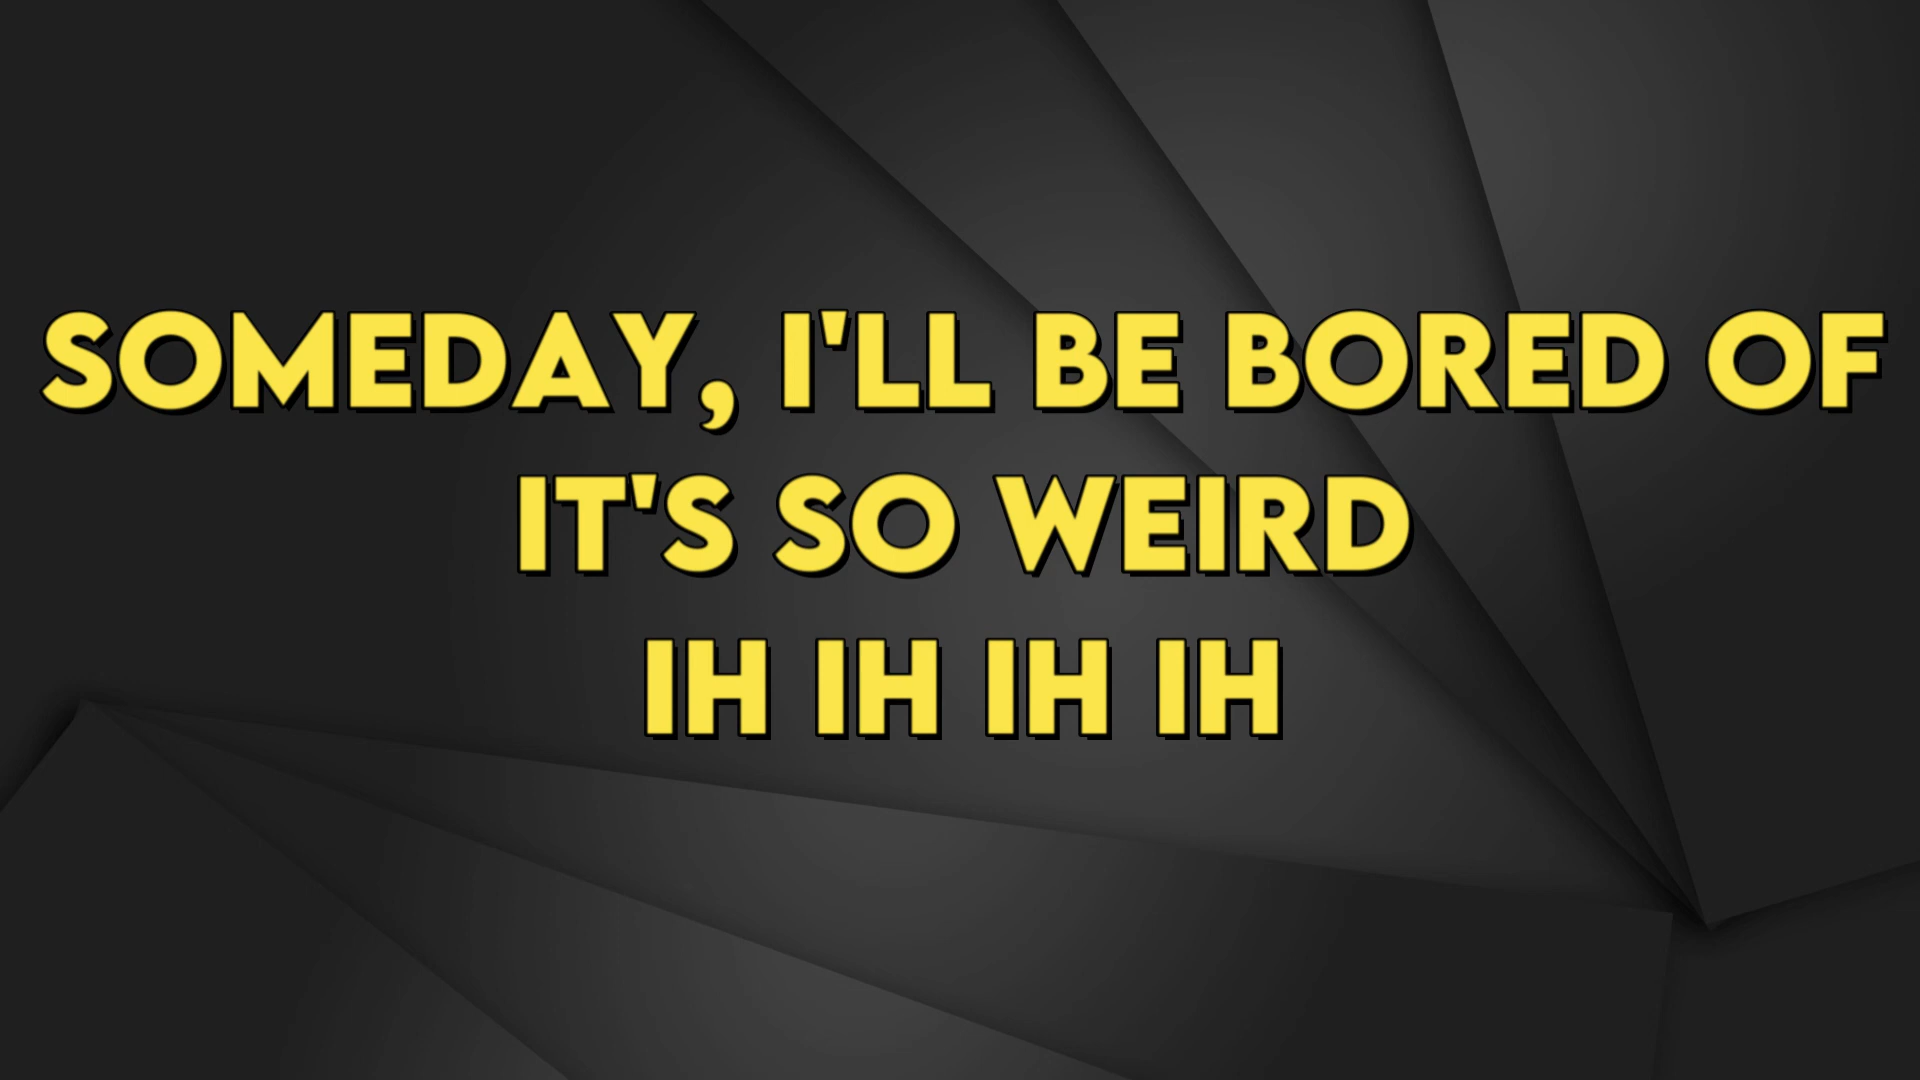 SOMEDAY, I'LL BE BORED OF
IT'S SO WEIRD
IH IH IH IH